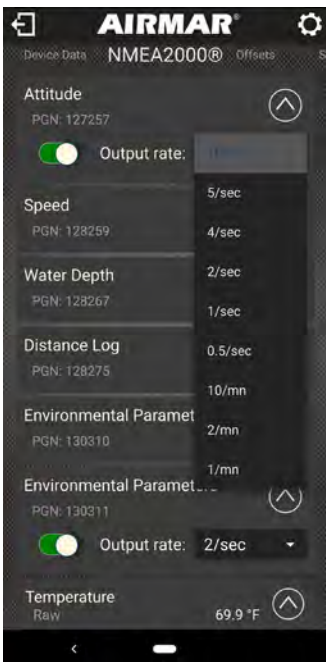 AIRMAR®
Device Data NMEA2000® Offsets S
Attitude
PGN: 127257
Output rate:
5/sec
Speed
PGN: 128259
4/sec
2/sec
Water Depth
PGN: 128267
1/sec
Distance Log
0.5/sec
PGN: 128275
10/mn
Environmental Paramet
2/mn
PGN: 130310
1/mn
Environmental Parameters
PGN: 130311
Output rate: 2/sec
Temperature
Raw
69.9 °F